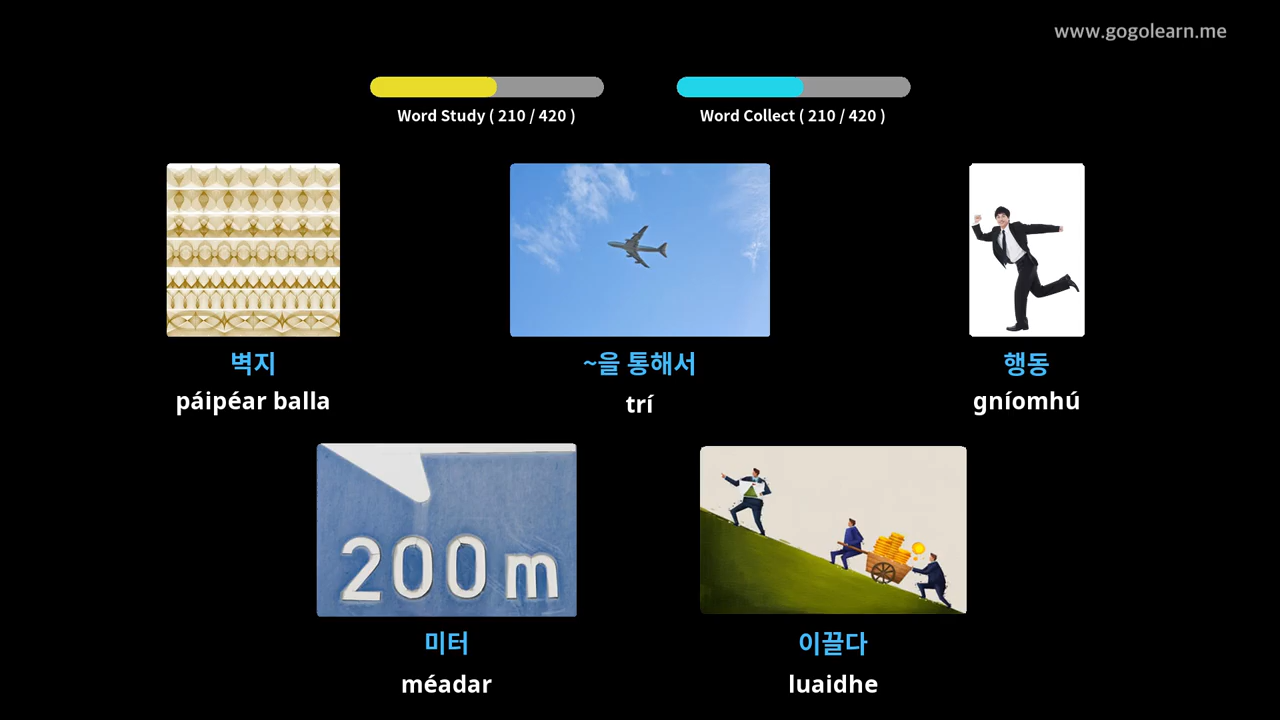 www.gogolearn.me
Word Study ( 210 / 420 )
Word Collect ( 210 / 420 )
벽지
páipéar balla
~을 통해서
trí
행동
gníomhú
200 m
미터
méadar
이끌다
luaidhe